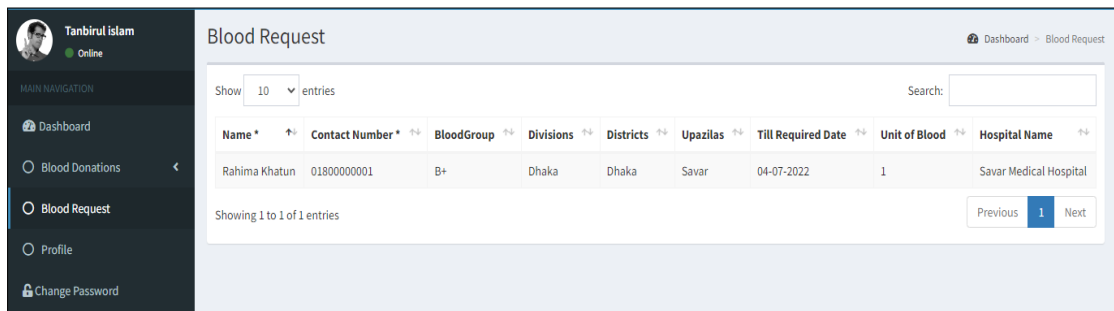 Tanbirul islam
Online
MAIN NAVIGATION
Dashboard
Blood Donations
Blood Request
Profile
Change Password
Blood Request
Dashboard > Blood Request
Show 10 entries
Search:
Name * Contact Number * BloodGroup Divisions Districts Upazilas Till Required Date Unit of Blood Hospital Name
Rahima Khatun 01800000001 B+ Dhaka Dhaka Savar 04-07-2022 1 Savar Medical Hospital
Showing 1 to 1 of 1 entries
Previous 1 Next